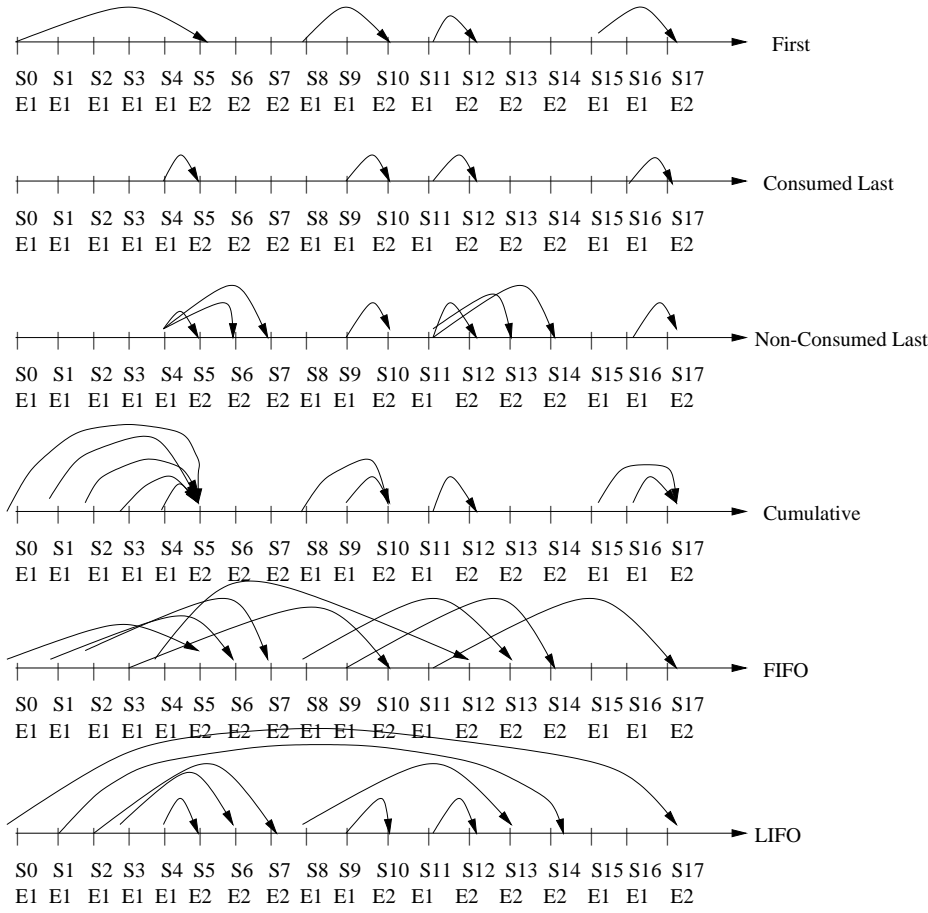 First
S0 S1 S2 S3 S4 S5 S6 S7 S8 S9 S10 S11 S12 S13 S14 S15 S16 S17
E1 E1 E1 E1 E1 E2 E2 E2 E1 E1 E2 E1 E2 E2 E2 E1 E1 E2
Consumed Last
S0 S1 S2 S3 S4 S5 S6 S7 S8 S9 S10 S11 S12 S13 S14 S15 S16 S17
E1 E1 E1 E1 E1 E2 E2 E2 E1 E1 E2 E1 E2 E2 E2 E1 E1 E2
Non-Consumed Last
S0 S1 S2 S3 S4 S5 S6 S7 S8 S9 S10 S11 S12 S13 S14 S15 S16 S17
E1 E1 E1 E1 E1 E2 E2 E2 E1 E1 E2 E1 E2 E2 E2 E1 E1 E2
Cumulative
S0 S1 S2 S3 S4 S5 S6 S7 S8 S9 S10 S11 S12 S13 S14 S15 S16 S17
E1 E1 E1 E1 E1 E2 E2 E2 E1 E1 E2 E1 E2 E2 E2 E1 E1 E2
FIFO
S0 S1 S2 S3 S4 S5 S6 S7 S8 S9 S10 S11 S12 S13 S14 S15 S16 S17
E1 E1 E1 E1 E1 E2 E2 E2 E1 E1 E2 E1 E2 E2 E2 E1 E1 E2
LIFO
S0 S1 S2 S3 S4 S5 S6 S7 S8 S9 S10 S11 S12 S13 S14 S15 S16 S17
E1 E1 E1 E1 E1 E2 E2 E2 E1 E1 E2 E1 E2 E2 E2 E1 E1 E2